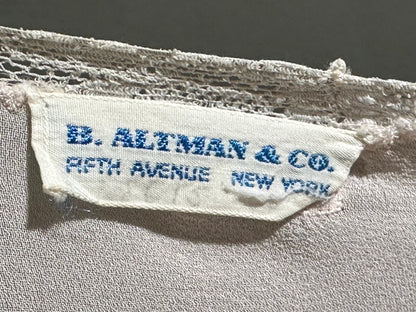 B. ALTMAN & CO.
FIFTH AVENUE NEW YORK